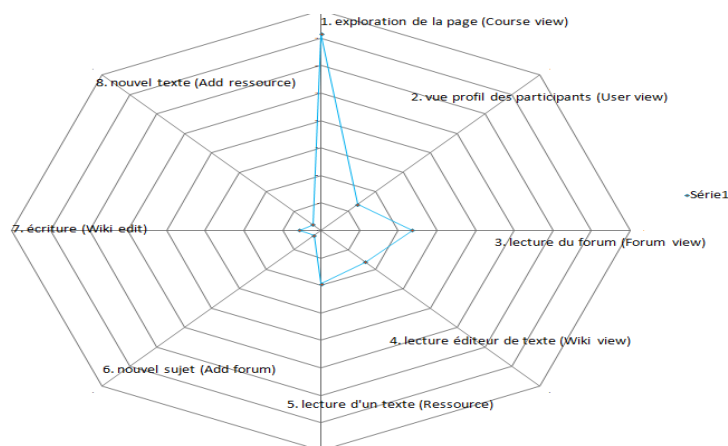 1. exploration de la page (Course view)
8. nouvel texte (Add ressource)
2. vue profil des participants (User view)
Série1
7. écriture (Wiki edit)
3. lecture du forum (Forum view)
4. lecture éditeur de texte (Wiki view)
6. nouvel sujet (Add forum)
5. lecture d'un texte (Ressource)